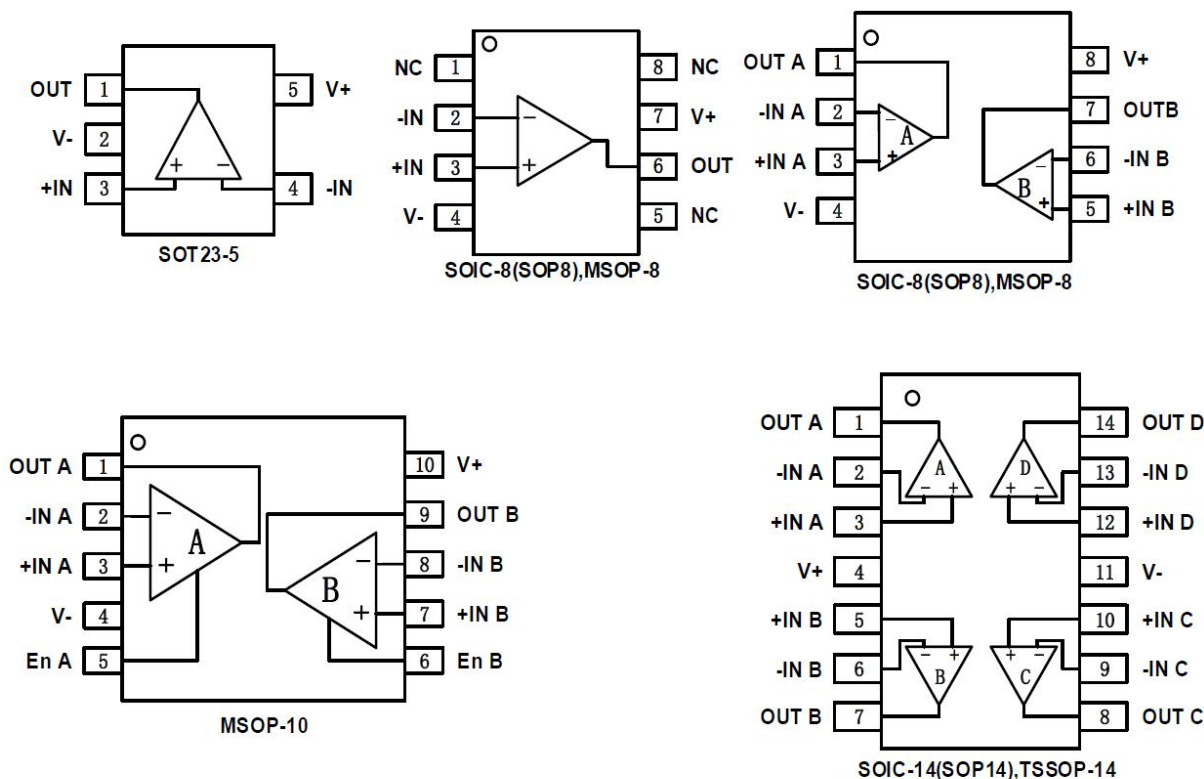 OUT 1 5 V+
V- 2
+ −
+IN 3 4 -IN
SOT23-5
NC 1 8 NC
-IN 2 − 7 V+
+IN 3 + 6 OUT
V- 4 5 NC
SOIC-8(SOP8),MSOP-8
OUT A 1 8 V+
-IN A 2 − A 7 OUTB
+IN A 3 + − 6 -IN B
V- 4 B + 5 +IN B
SOIC-8(SOP8),MSOP-8
OUT A 1 10 V+
-IN A 2 − A 9 OUT B
+IN A 3 + − 8 -IN B
V- 4 B + 7 +IN B
En A 5 6 En B
MSOP-10
OUT A 1 14 OUT D
-IN A 2 A D 13 -IN D
− + + −
+IN A 3 12 +IN D
V+ 4 11 V-
+IN B 5 10 +IN C
− + + −
-IN B 6 B C 9 -IN C
OUT B 7 8 OUT C
SOIC-14(SOP14),TSSOP-14